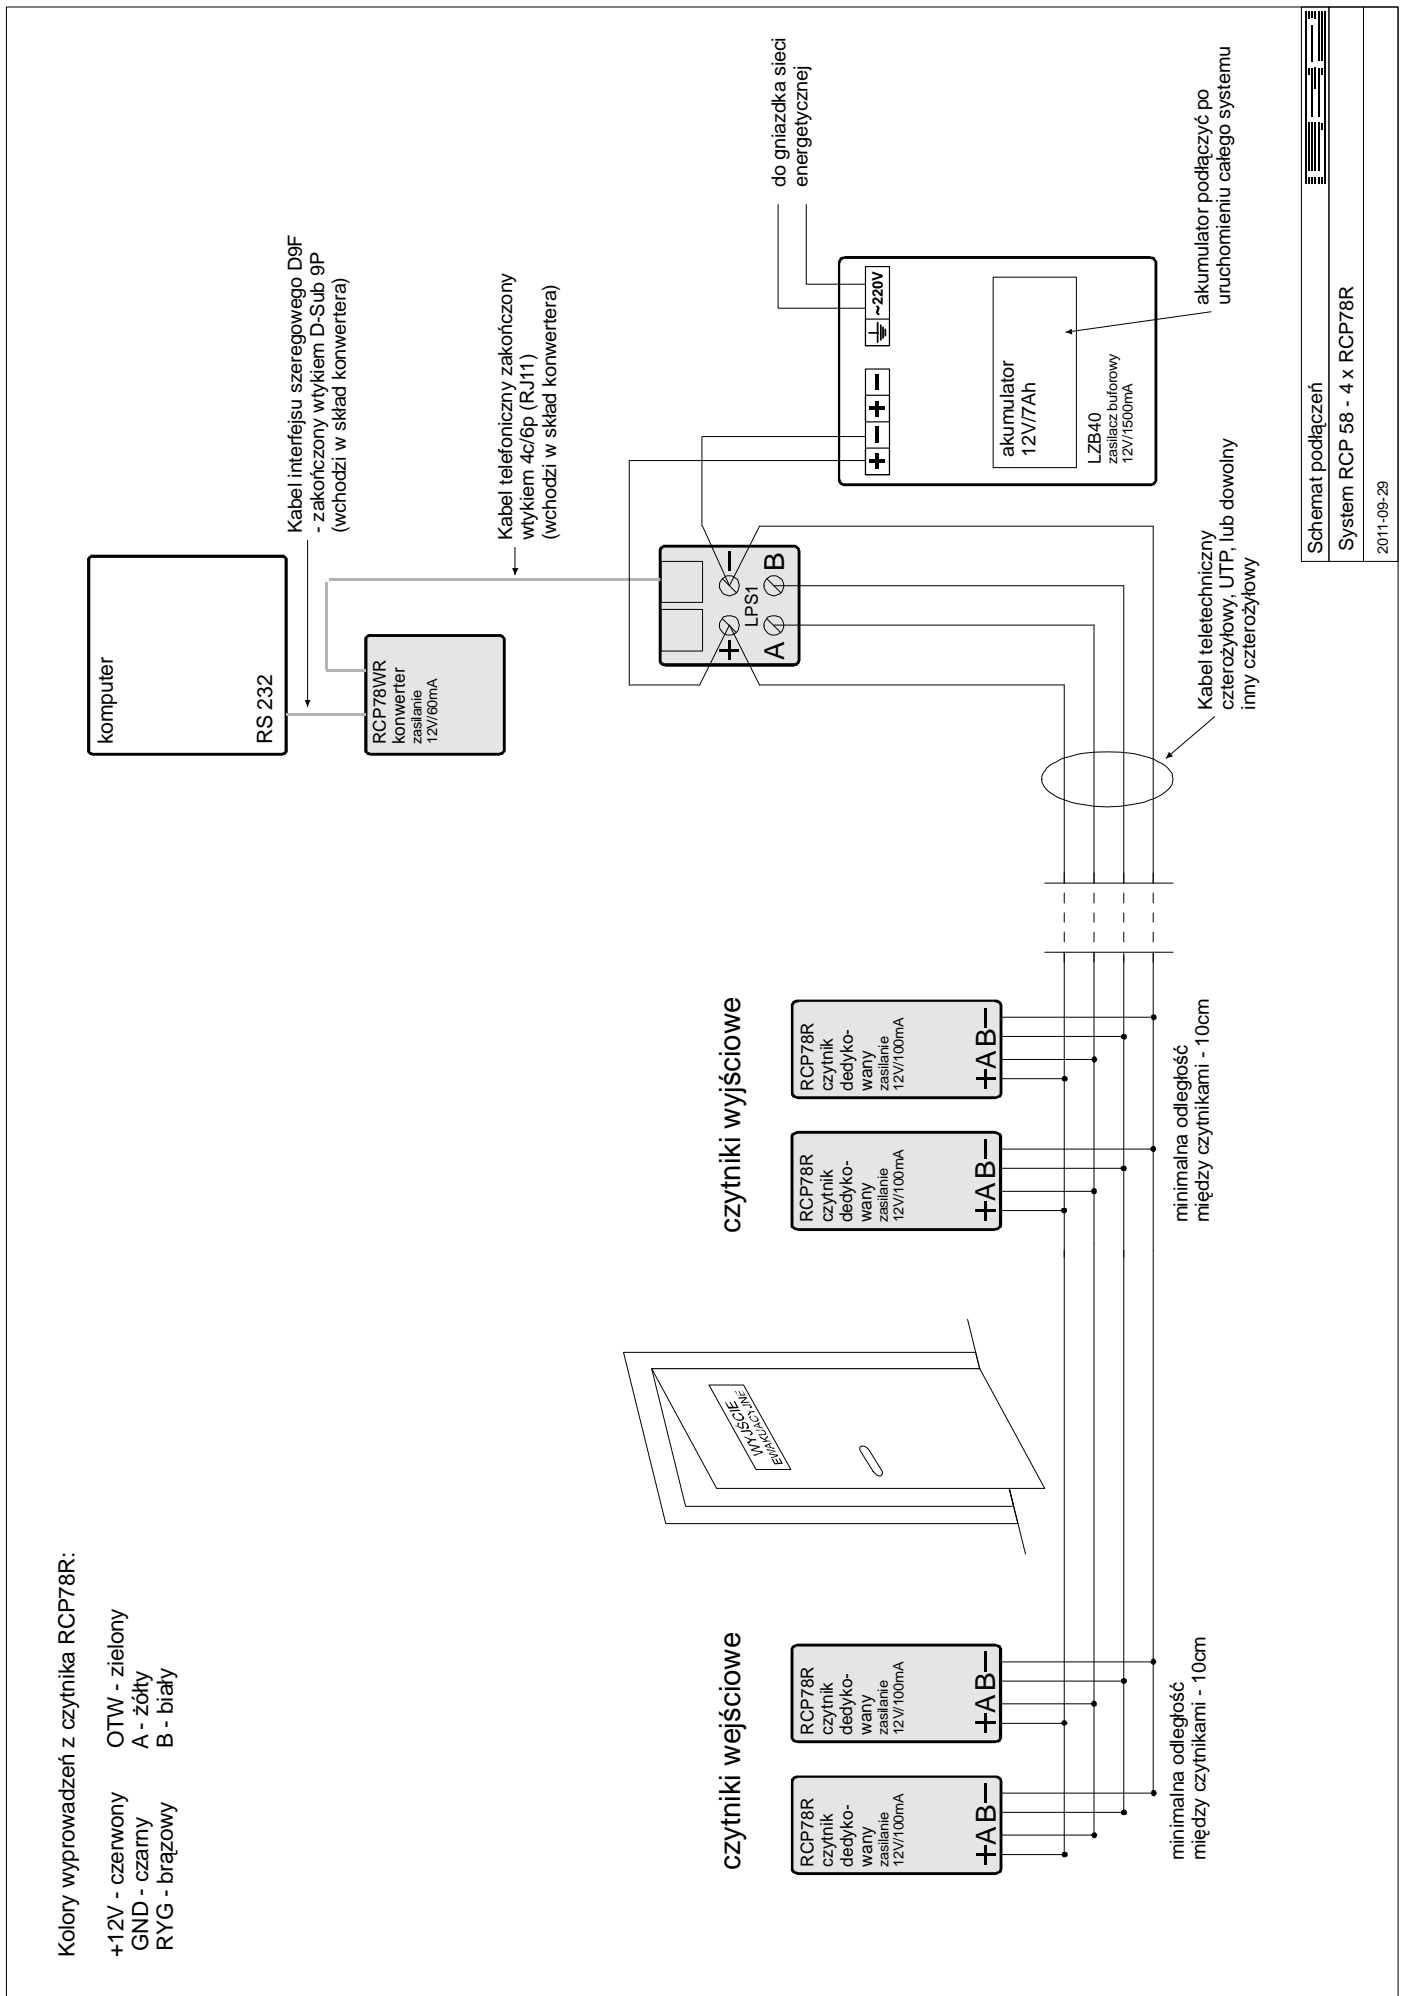 Kolory wyprowadzeń z czytnika RCP78R:
+12V - czerwony
GND - czarny
RYG - brązowy
OTW - zielony
A - żółty
B - biały
komputer
RS 232
Kabel interfejsu szeregowego D9F
- zakończony wtykiem D-Sub 9P
(wchodzi w skład konwertera)
RCP78WR
konwerter
zasilanie
12V/60mA
Kabel telefoniczny zakończony
wtykiem 4c/6p (RJ11)
(wchodzi w skład konwertera)
+ −
LPS1
A B
do gniazdka sieci
energetycznej
+ − + − ~220V
akumulator
12V/7Ah
LZB40
zasilacz buforowy
12V/1500mA
akumulator podłączyć po
uruchomieniu całego systemu
czytniki wejściowe
RCP78R
czytnik
dedyko-
wany
zasilanie
12V/100mA
+AB−
RCP78R
czytnik
dedyko-
wany
zasilanie
12V/100mA
+AB−
minimalna odległość
między czytnikami - 10cm
WYJŚCIE
EWAKUACYJNE
czytniki wyjściowe
RCP78R
czytnik
dedyko-
wany
zasilanie
12V/100mA
+AB−
RCP78R
czytnik
dedyko-
wany
zasilanie
12V/100mA
+AB−
minimalna odległość
między czytnikami - 10cm
Kabel teletechniczny
czterożyłowy, UTP, lub dowolny
inny czterożyłowy
Schemat podłączeń
System RCP 58 - 4 x RCP78R
2011-09-29